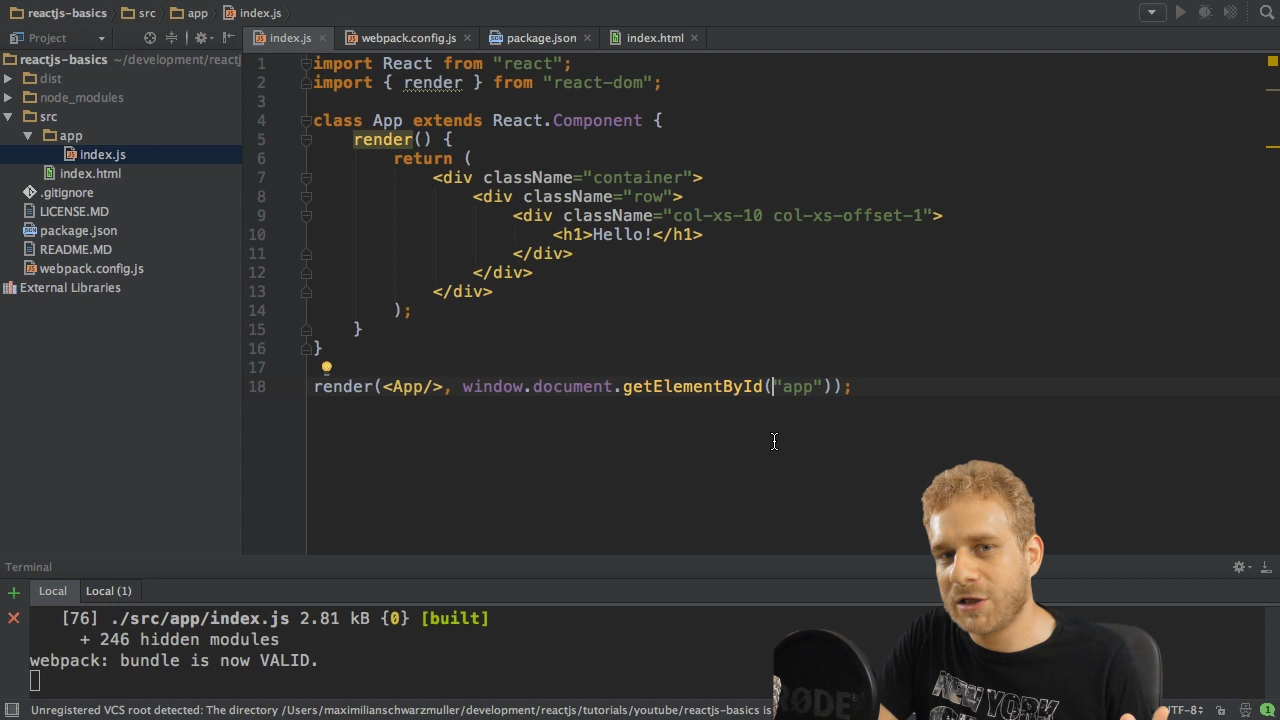 reactjs-basics src app index.js
Project
index.js webpack.config.js package.json index.html
reactjs-basics ~/development/reactj
dist
node_modules
src
app
index.js
index.html
.gitignore
LICENSE.MD
package.json
README.MD
webpack.config.js
External Libraries
1 import React from "react";
2 import { render } from "react-dom";
3
4 class App extends React.Component {
5 render() {
6 return (
7 <div className="container">
8 <div className="row">
9 <div className="col-xs-10 col-xs-offset-1">
10 <h1>Hello!</h1>
11 </div>
12 </div>
13 </div>
14 );
15 }
16 }
17
18 render(<App/>, window.document.getElementById("app"));
Terminal
Local Local (1)
[76] ./src/app/index.js 2.81 kB {0} [built]
+ 246 hidden modules
webpack: bundle is now VALID.
RØDE
NEW YORK
Unregistered VCS root detected: The directory /Users/maximilianschwarzmuller/development/reactjs/tutorials/youtube/reactjs-basics is
UTF-8 1